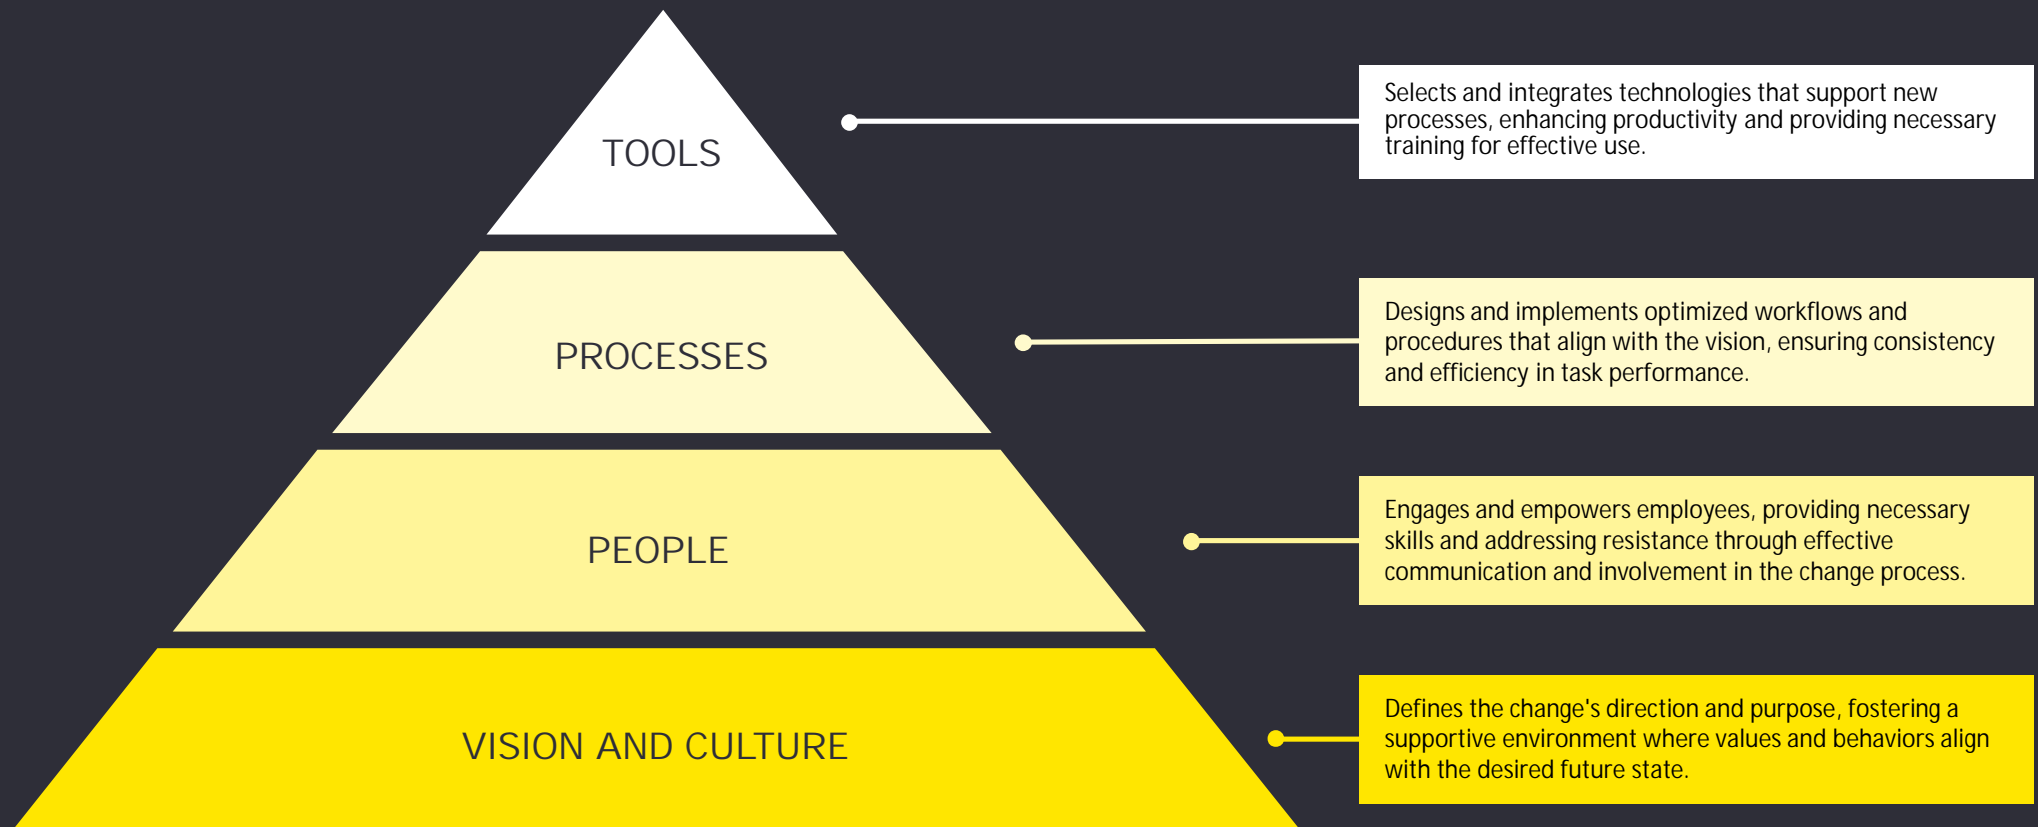 TOOLS
Selects and integrates technologies that support new
processes, enhancing productivity and providing necessary
training for effective use.
PROCESSES
Designs and implements optimized workflows and
procedures that align with the vision, ensuring consistency
and efficiency in task performance.
PEOPLE
Engages and empowers employees, providing necessary
skills and addressing resistance through effective
communication and involvement in the change process.
VISION AND CULTURE
Defines the change's direction and purpose, fostering a
supportive environment where values and behaviors align
with the desired future state.